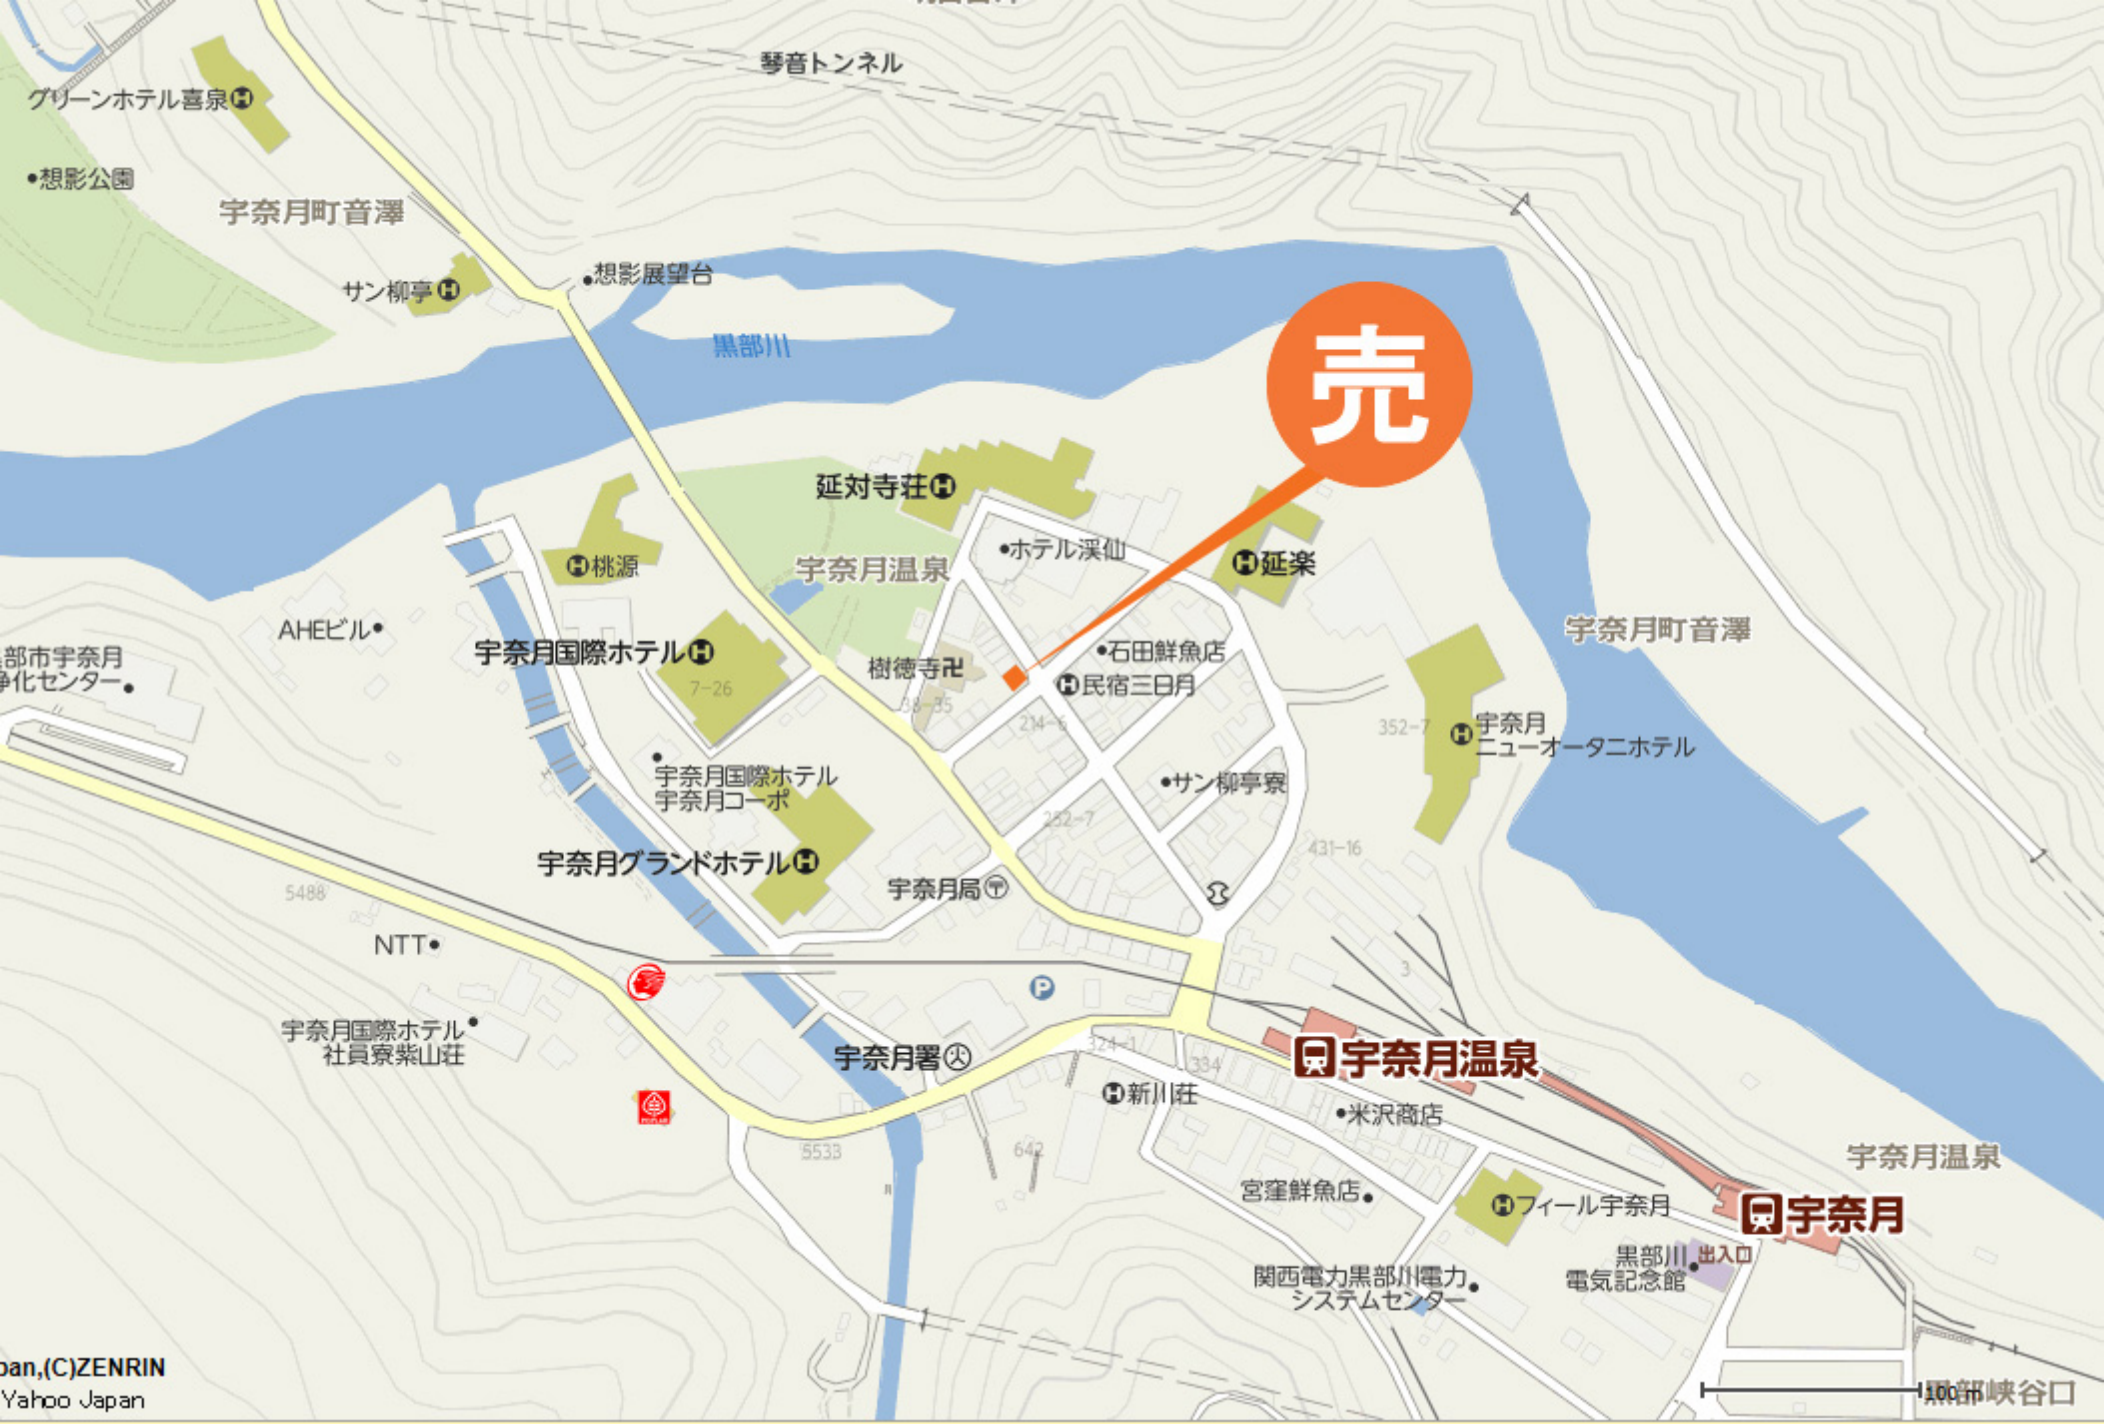 琴音トンネル
グリーンホテル喜泉
想影公園
宇奈月町音澤
サン柳亭
想影展望台
黒部川
売
延対寺荘
ホテル渓仙
延楽
桃源
宇奈月温泉
AHEビル
宇奈月国際ホテル
7-26
樹徳寺
石田鮮魚店
民宿三日月
宇奈月町音澤
部市宇奈月
浄化センター
38-35
214-6
352-7
宇奈月
ニューオータニホテル
宇奈月国際ホテル
宇奈月コーポ
サン柳亭寮
252-7
431-16
宇奈月グランドホテル
宇奈月局
5488
NTT
P
3
宇奈月国際ホテル
社員寮紫山荘
宇奈月署
324-1
334
宇奈月温泉
新川荘
米沢商店
5533
642
宇奈月温泉
宮窪鮮魚店
フィール宇奈月
宇奈月
黒部川
電気記念館
出入口
関西電力黒部川電力
システムセンター
pan,(C)ZENRIN
Yahoo Japan
100 m
黒部峡谷口